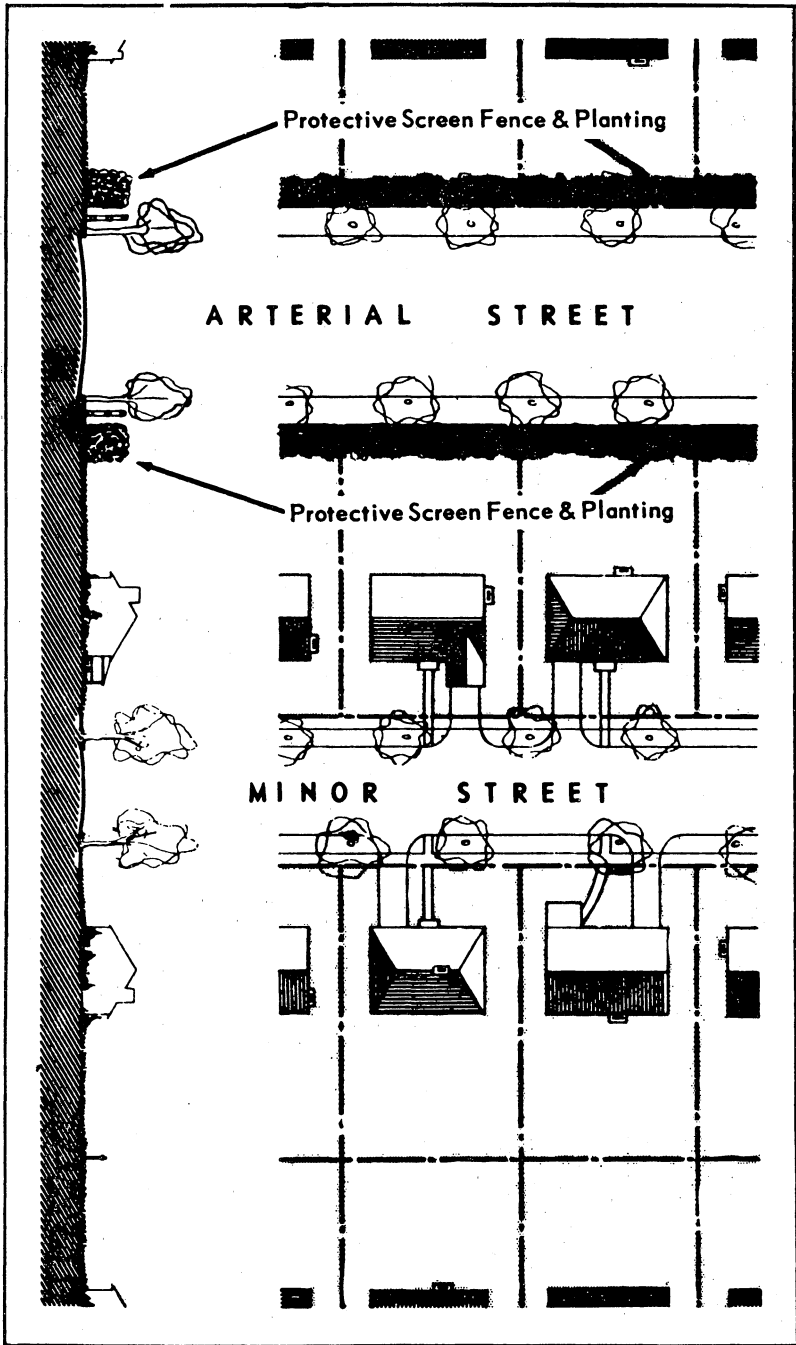 Protective Screen Fence & Planting
ARTERIAL STREET
Protective Screen Fence & Planting
MINOR STREET